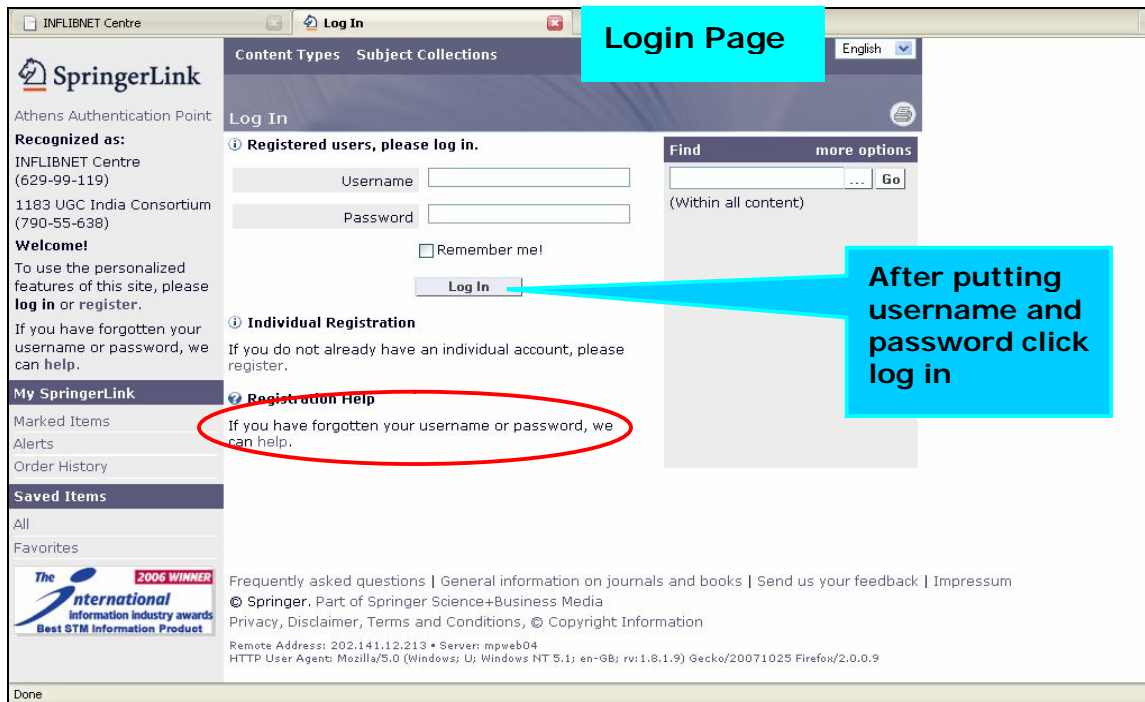 INFLIBNET Centre
Log In
Login Page
SpringerLink
Athens Authentication Point
Recognized as:
INFLIBNET Centre
(629-99-119)
1183 UGC India Consortium
(790-55-638)
Welcome!
To use the personalized
features of this site, please
log in or register.
If you have forgotten your
username or password, we
can help.
My SpringerLink
Marked Items
Alerts
Order History
Saved Items
All
Favorites
The
2006 WINNER
International
information industry awards
Best STM Information Product
Content Types Subject Collections
English
Log In
Registered users, please log in.
Username
Password
Remember me!
Log In
Individual Registration
If you do not already have an individual account, please
register.
Registration Help
If you have forgotten your username or password, we
can help.
Find more options
... Go
(Within all content)
After putting
username and
password click
log in
Frequently asked questions | General information on journals and books | Send us your feedback | Impressum
© Springer. Part of Springer Science+Business Media
Privacy, Disclaimer, Terms and Conditions, © Copyright Information
Remote Address: 202.141.12.213 • Server: mpweb04
HTTP User Agent: Mozilla/5.0 (Windows; U; Windows NT 5.1; en-GB; rv:1.8.1.9) Gecko/20071025 Firefox/2.0.0.9
Done